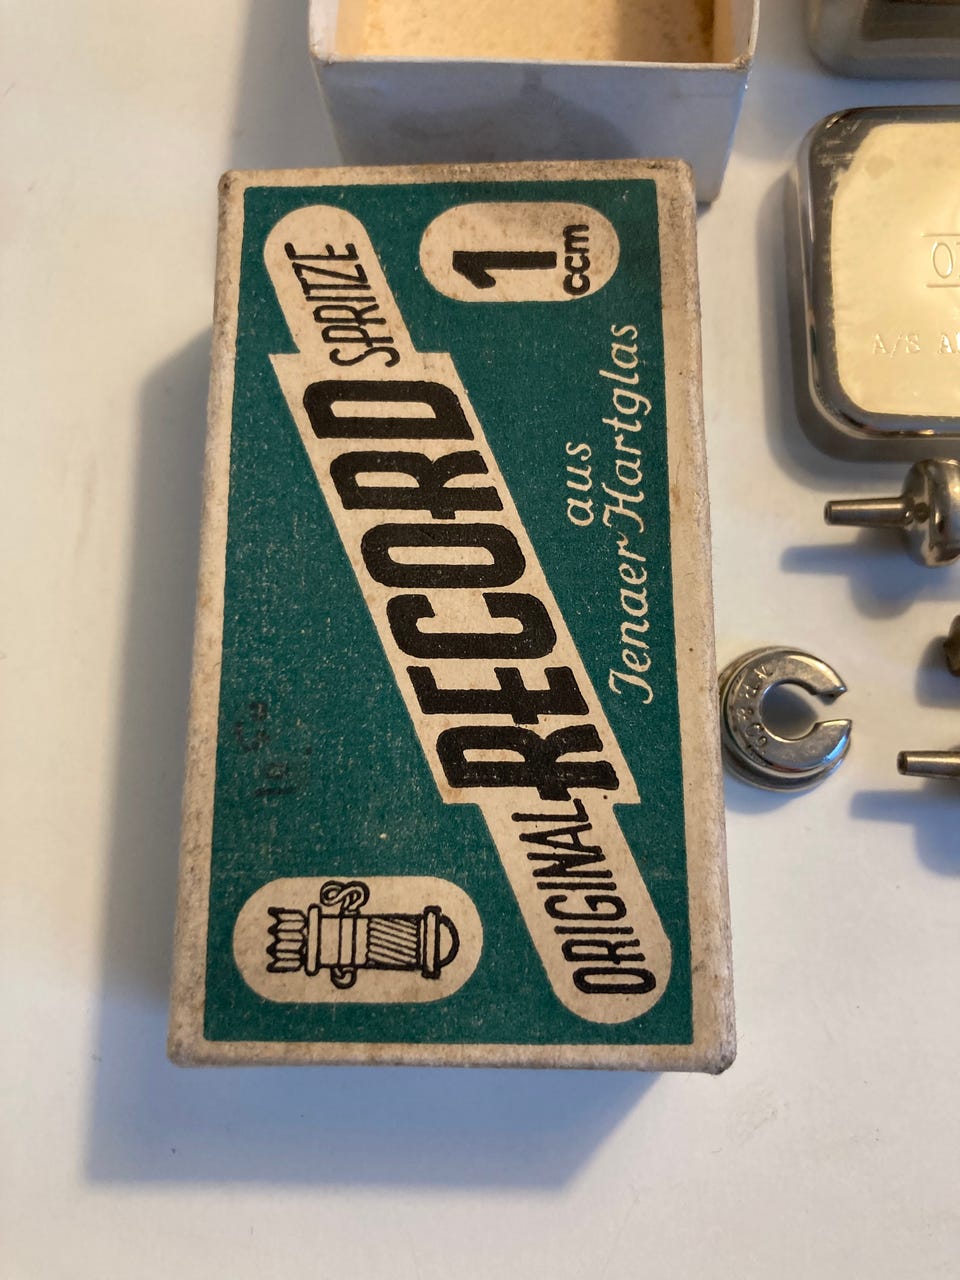 ORIGINAL
RECORD
SPRITZE
1
ccm
aus
Jenaer Hartglas
A/S